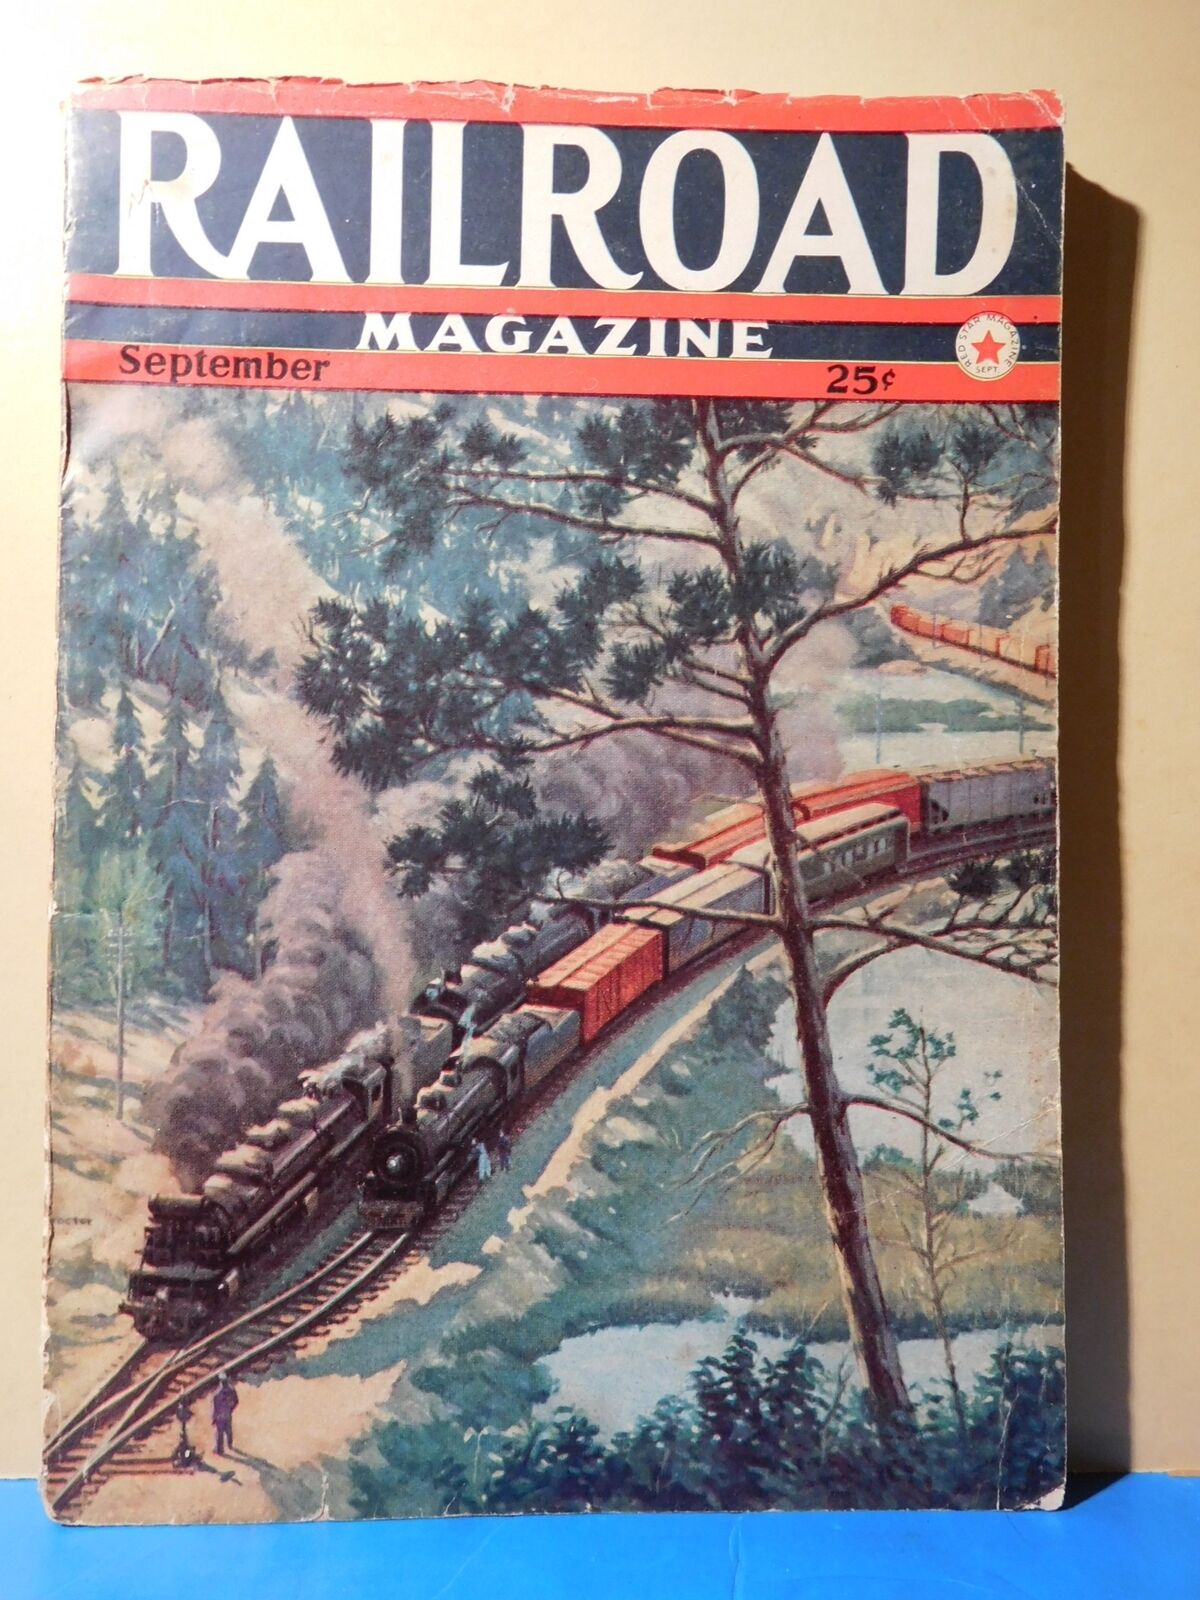 RAILROAD
MAGAZINE
September
25¢
RED STAR MAGAZINE
SEPT.